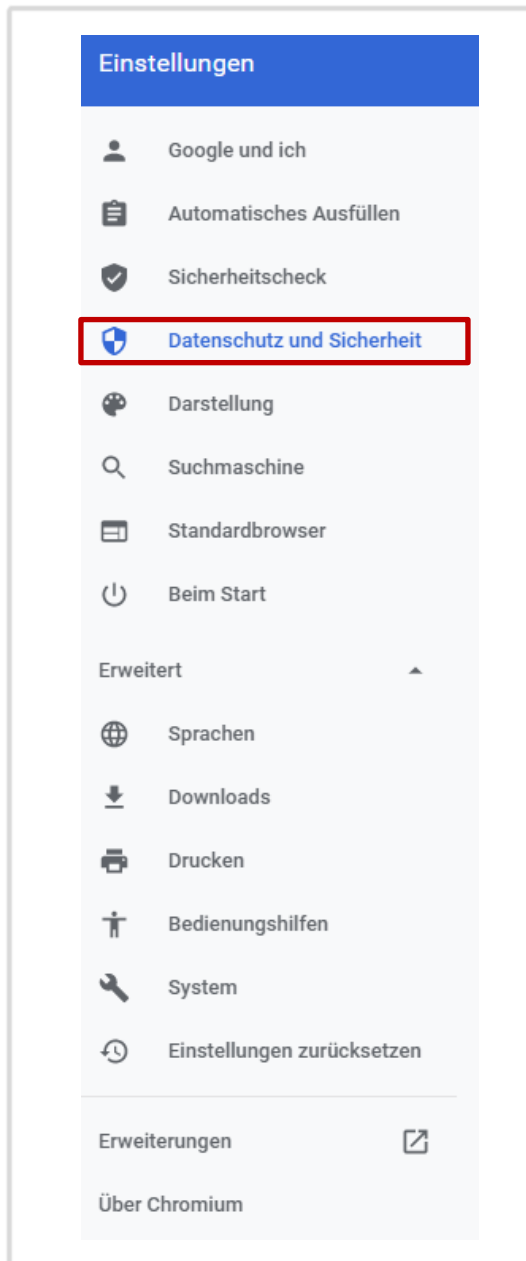 Einstellungen
Google und ich
Automatisches Ausfüllen
Sicherheitscheck
Datenschutz und Sicherheit
Darstellung
Suchmaschine
Standardbrowser
Beim Start
Erweitert
Sprachen
Downloads
Drucken
Bedienungshilfen
System
Einstellungen zurücksetzen
Erweiterungen
Über Chromium